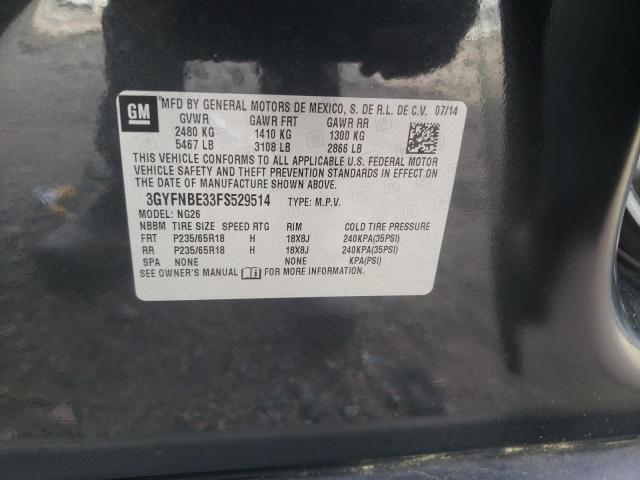 GM
MFD BY GENERAL MOTORS DE MEXICO, S. DE R.L. DE C.V. 07/14
GVWR GAWR FRT GAWR RR
2480 KG 1410 KG 1300 KG
5467 LB 3108 LB 2866 LB
THIS VEHICLE CONFORMS TO ALL APPLICABLE U.S. FEDERAL MOTOR
VEHICLE SAFETY AND THEFT PREVENTION STANDARDS IN EFFECT ON
THE DATE OF MANUFACTURE SHOWN ABOVE.
3GYFNBE33FS529514 TYPE: M.P.V.
MODEL: NG26
NBBM TIRE SIZE SPEED RTG RIM COLD TIRE PRESSURE
FRT P235/65R18 H 18X8J 240KPA(35PSI)
RR P235/65R18 H 18X8J 240KPA(35PSI)
SPA NONE NONE KPA(PSI)
SEE OWNER'S MANUAL FOR MORE INFORMATION.